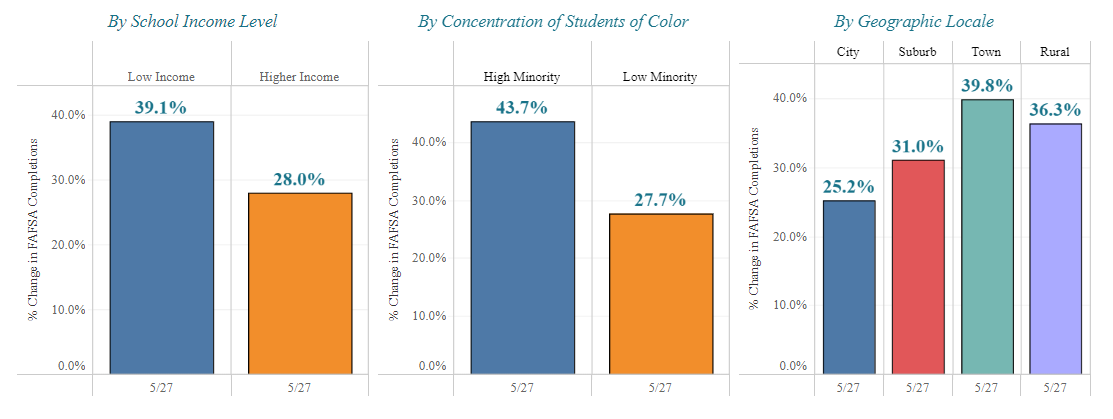 By School Income Level
Low Income Higher Income
% Change in FAFSA Completions
40.0%
30.0%
20.0%
10.0%
0.0%
39.1%
28.0%
5/27 5/27
By Concentration of Students of Color
High Minority Low Minority
% Change in FAFSA Completions
40.0%
30.0%
20.0%
10.0%
0.0%
43.7%
27.7%
5/27 5/27
By Geographic Locale
City Suburb Town Rural
% Change in FAFSA Completions
40.0%
30.0%
20.0%
10.0%
0.0%
25.2%
31.0%
39.8%
36.3%
5/27 5/27 5/27 5/27